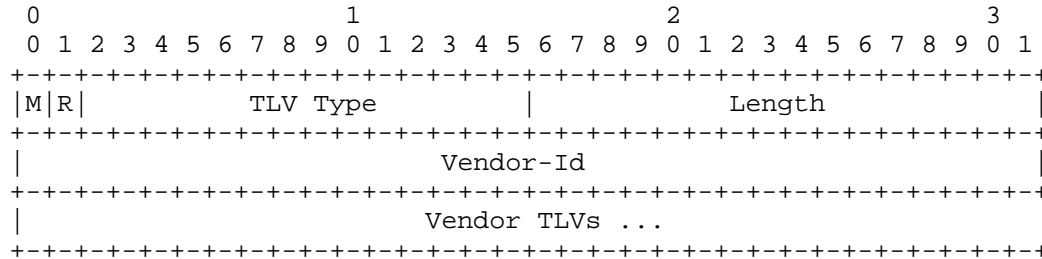 0                   1                   2                   3
 0 1 2 3 4 5 6 7 8 9 0 1 2 3 4 5 6 7 8 9 0 1 2 3 4 5 6 7 8 9 0 1
+-+-+-+-+-+-+-+-+-+-+-+-+-+-+-+-+-+-+-+-+-+-+-+-+-+-+-+-+-+-+-+-+
|M|R|         TLV Type          |            Length             |
+-+-+-+-+-+-+-+-+-+-+-+-+-+-+-+-+-+-+-+-+-+-+-+-+-+-+-+-+-+-+-+-+
|                          Vendor-Id                            |
+-+-+-+-+-+-+-+-+-+-+-+-+-+-+-+-+-+-+-+-+-+-+-+-+-+-+-+-+-+-+-+-+
|                         Vendor TLVs ...
+-+-+-+-+-+-+-+-+-+-+-+-+-+-+-+-+-+-+-+-+-+-+-+-+-+-+-+-+-+-+-+-+